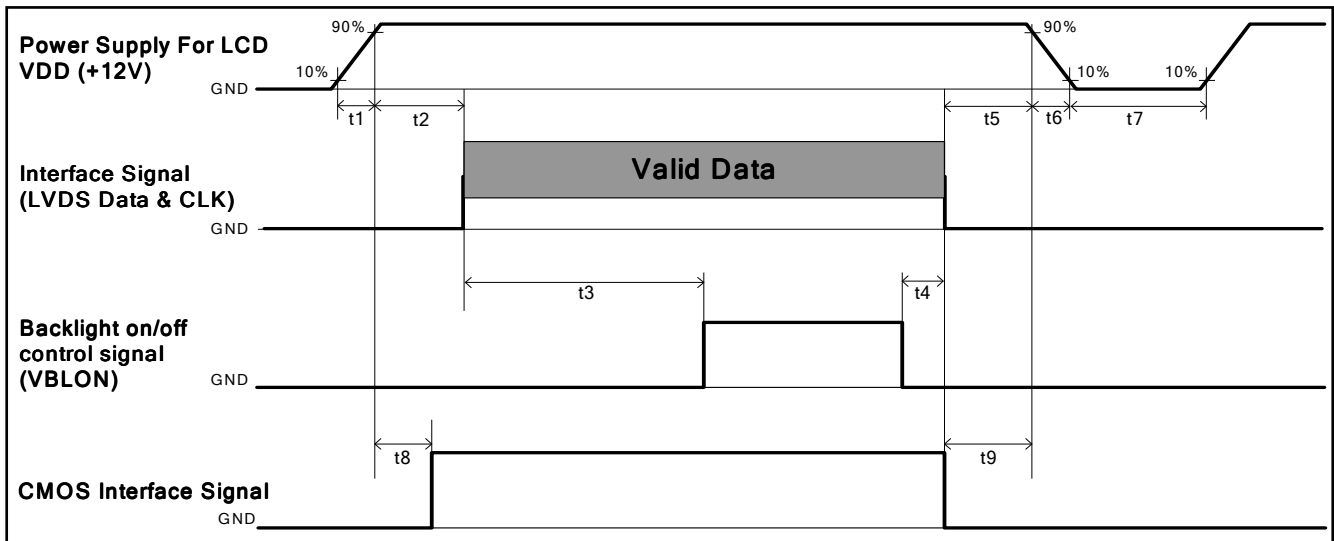 Power Supply For LCD
VDD (+12V)
90%
10%
GND
t1
t2
90%
10%
10%
t5
t6
t7
Interface Signal
(LVDS Data & CLK)
GND
Valid Data
t3
t4
Backlight on/off
control signal
(VBLON)
GND
t8
t9
CMOS Interface Signal
GND